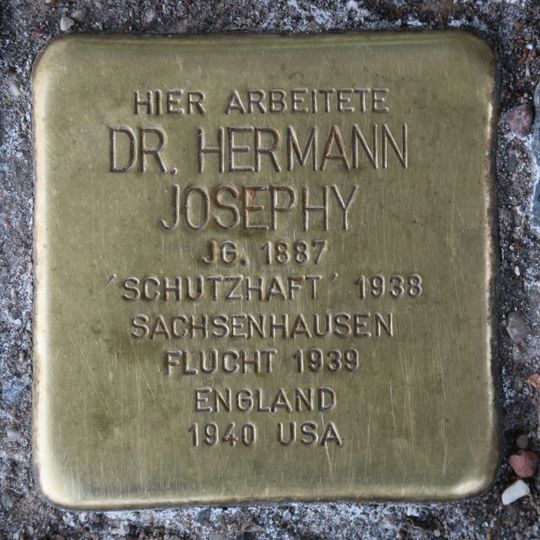 HIER ARBEITETE
DR. HERMANN
JOSEPHY
JG. 1887
'SCHUTZHAFT' 1938
SACHSENHAUSEN
FLUCHT 1939
ENGLAND
1940 USA